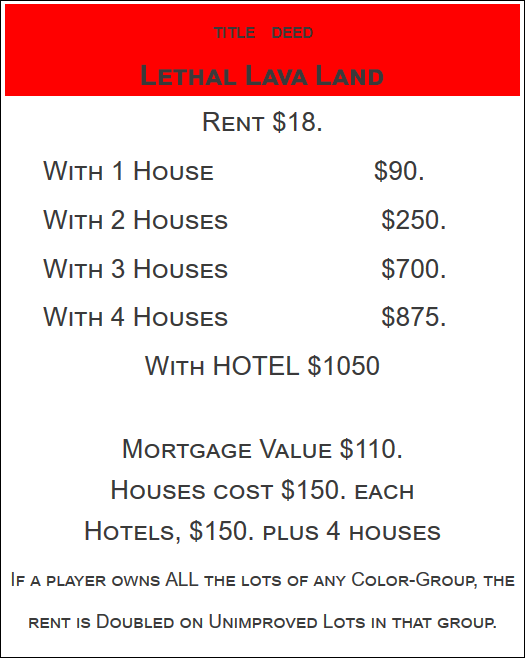 TITLE DEED
LETHAL LAVA LAND
RENT $18.
WITH 1 HOUSE $90.
WITH 2 HOUSES $250.
WITH 3 HOUSES $700.
WITH 4 HOUSES $875.
WITH HOTEL $1050
MORTGAGE VALUE $110.
HOUSES COST $150. EACH
HOTELS, $150. PLUS 4 HOUSES
IF A PLAYER OWNS ALL THE LOTS OF ANY COLOR-GROUP, THE
RENT IS DOUBLED ON UNIMPROVED LOTS IN THAT GROUP.